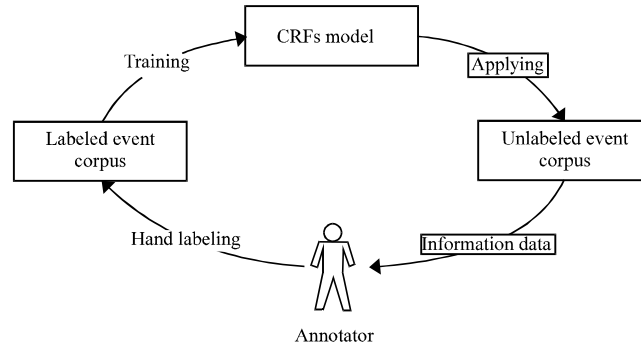 CRFs model
Training
Applying
Labeled event
corpus
Unlabeled event
corpus
Hand labeling
Information data
Annotator